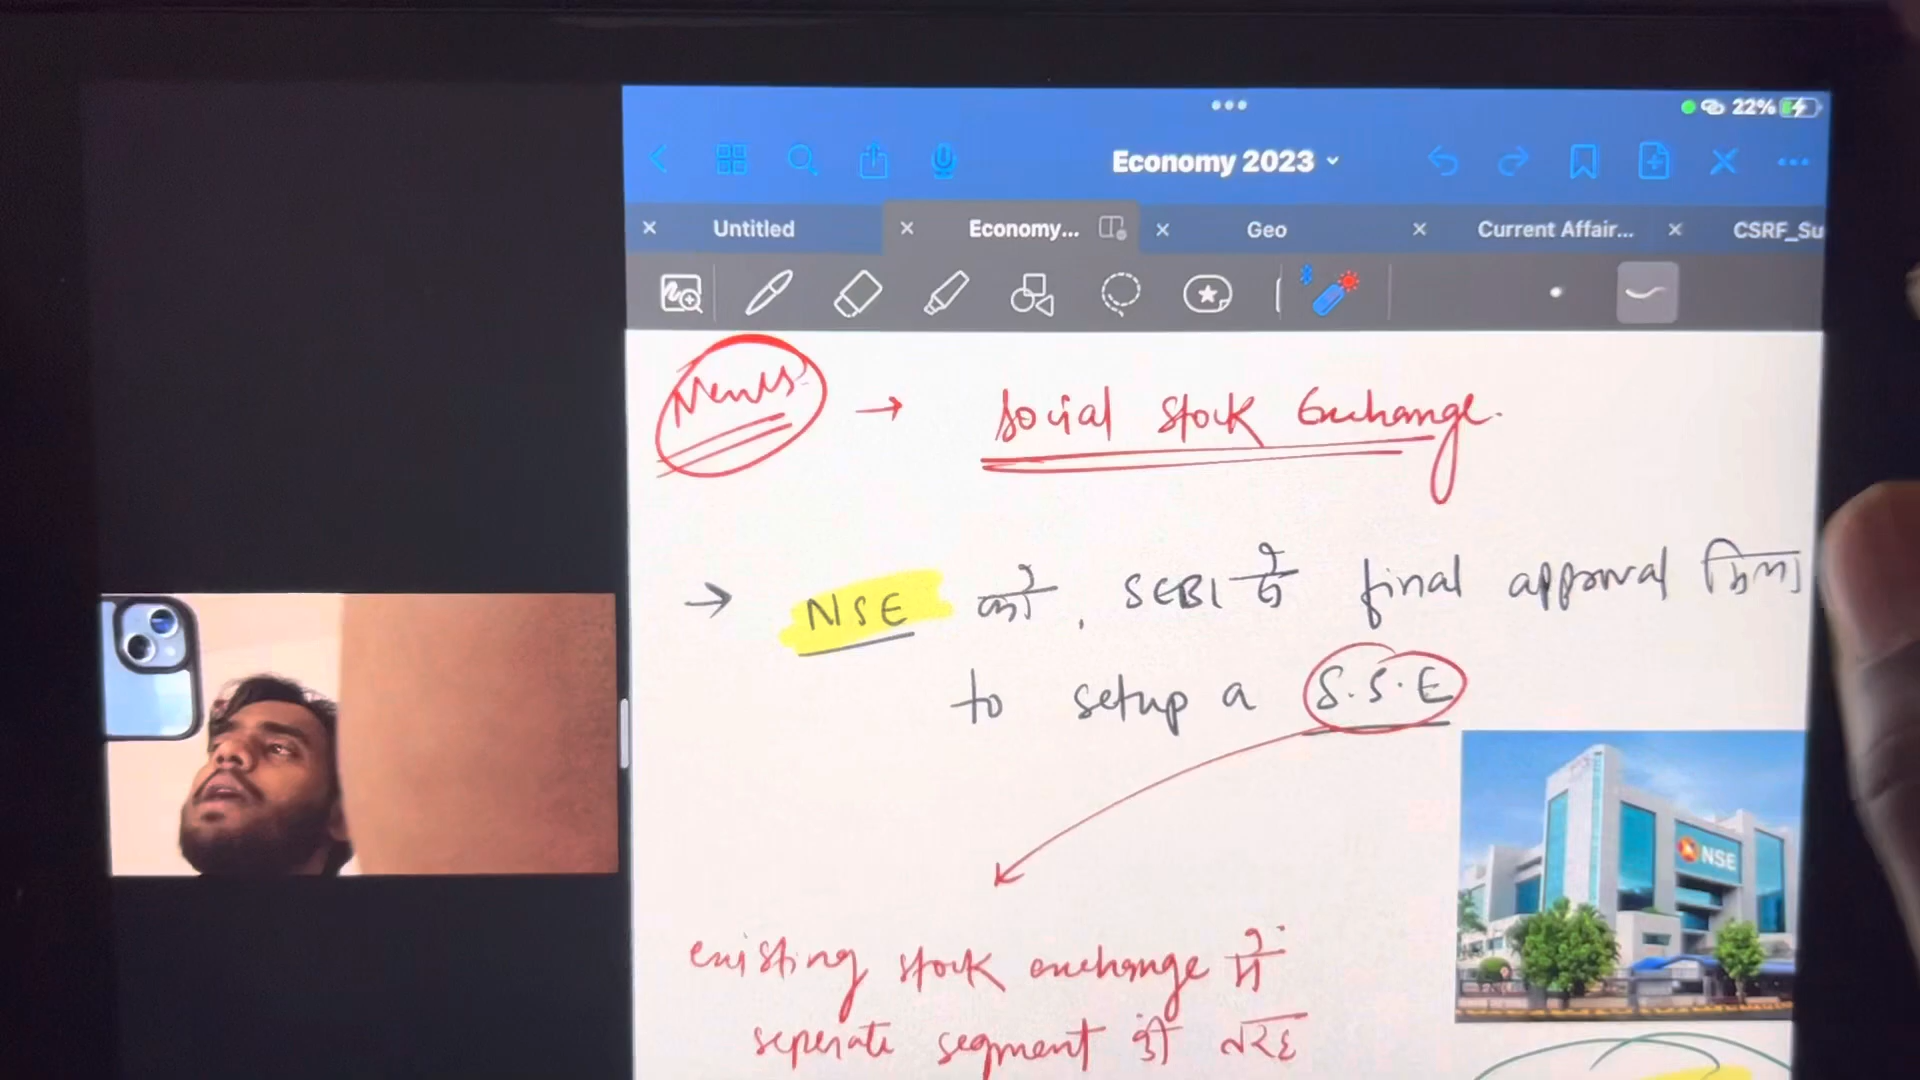 22%
Economy 2023
Untitled
Economy...
Geo
Current Affair...
CSRF_Su
News → Social Stock Exchange.
→ NSE को, SEBI ने final approval दिया
to setup a S.S.E
NSE
existing stock exchange में
seperate segment की तरह